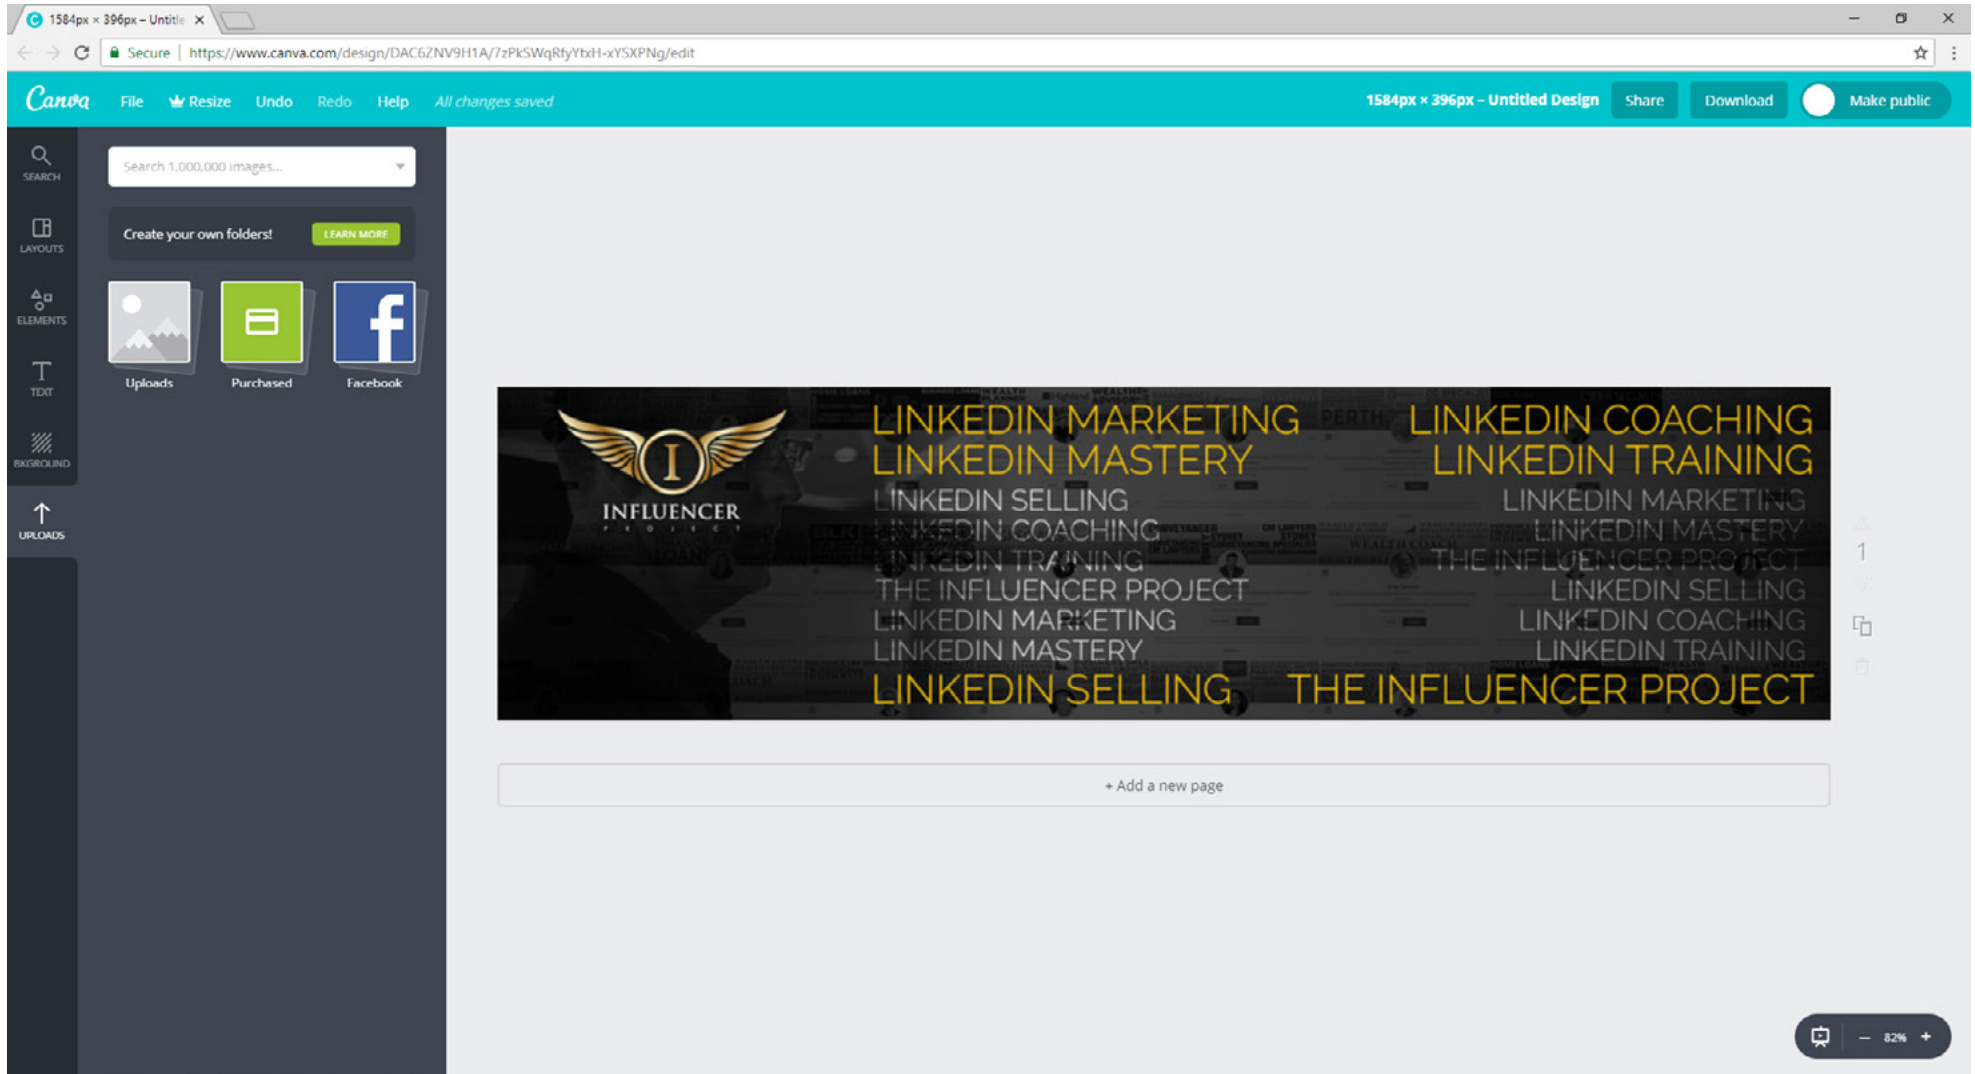 1584px × 396px – Untitle
Secure | https://www.canva.com/design/DAC6ZNV9H1A/7zPkSWqRfyYtxH-xYSXPNg/edit
Canva File Resize Undo Redo Help All changes saved 1584px × 396px – Untitled Design Share Download Make public
SEARCH
LAYOUTS
ELEMENTS
TEXT
BKGROUND
UPLOADS
Search 1,000,000 images...
Create your own folders! LEARN MORE
Uploads Purchased Facebook
I
INFLUENCER
PROJECT
LINKEDIN MARKETING
LINKEDIN MASTERY
LINKEDIN SELLING
LINKEDIN COACHING
LINKEDIN TRAINING
THE INFLUENCER PROJECT
LINKEDIN MARKETING
LINKEDIN MASTERY
LINKEDIN SELLING
PERTH
WEALTH COACH
LINKEDIN COACHING
LINKEDIN TRAINING
LINKEDIN MARKETING
LINKEDIN MASTERY
THE INFLUENCER PROJECT
LINKEDIN SELLING
LINKEDIN COACHING
LINKEDIN TRAINING
THE INFLUENCER PROJECT
1
+ Add a new page
– 82% +